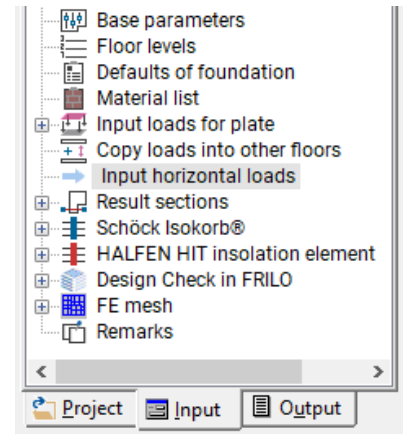 Base parameters
Floor levels
Defaults of foundation
Material list
Input loads for plate
Copy loads into other floors
Input horizontal loads
Result sections
Schöck Isokorb®
HALFEN HIT insolation element
Design Check in FRILO
FE mesh
Remarks
Project Input Output